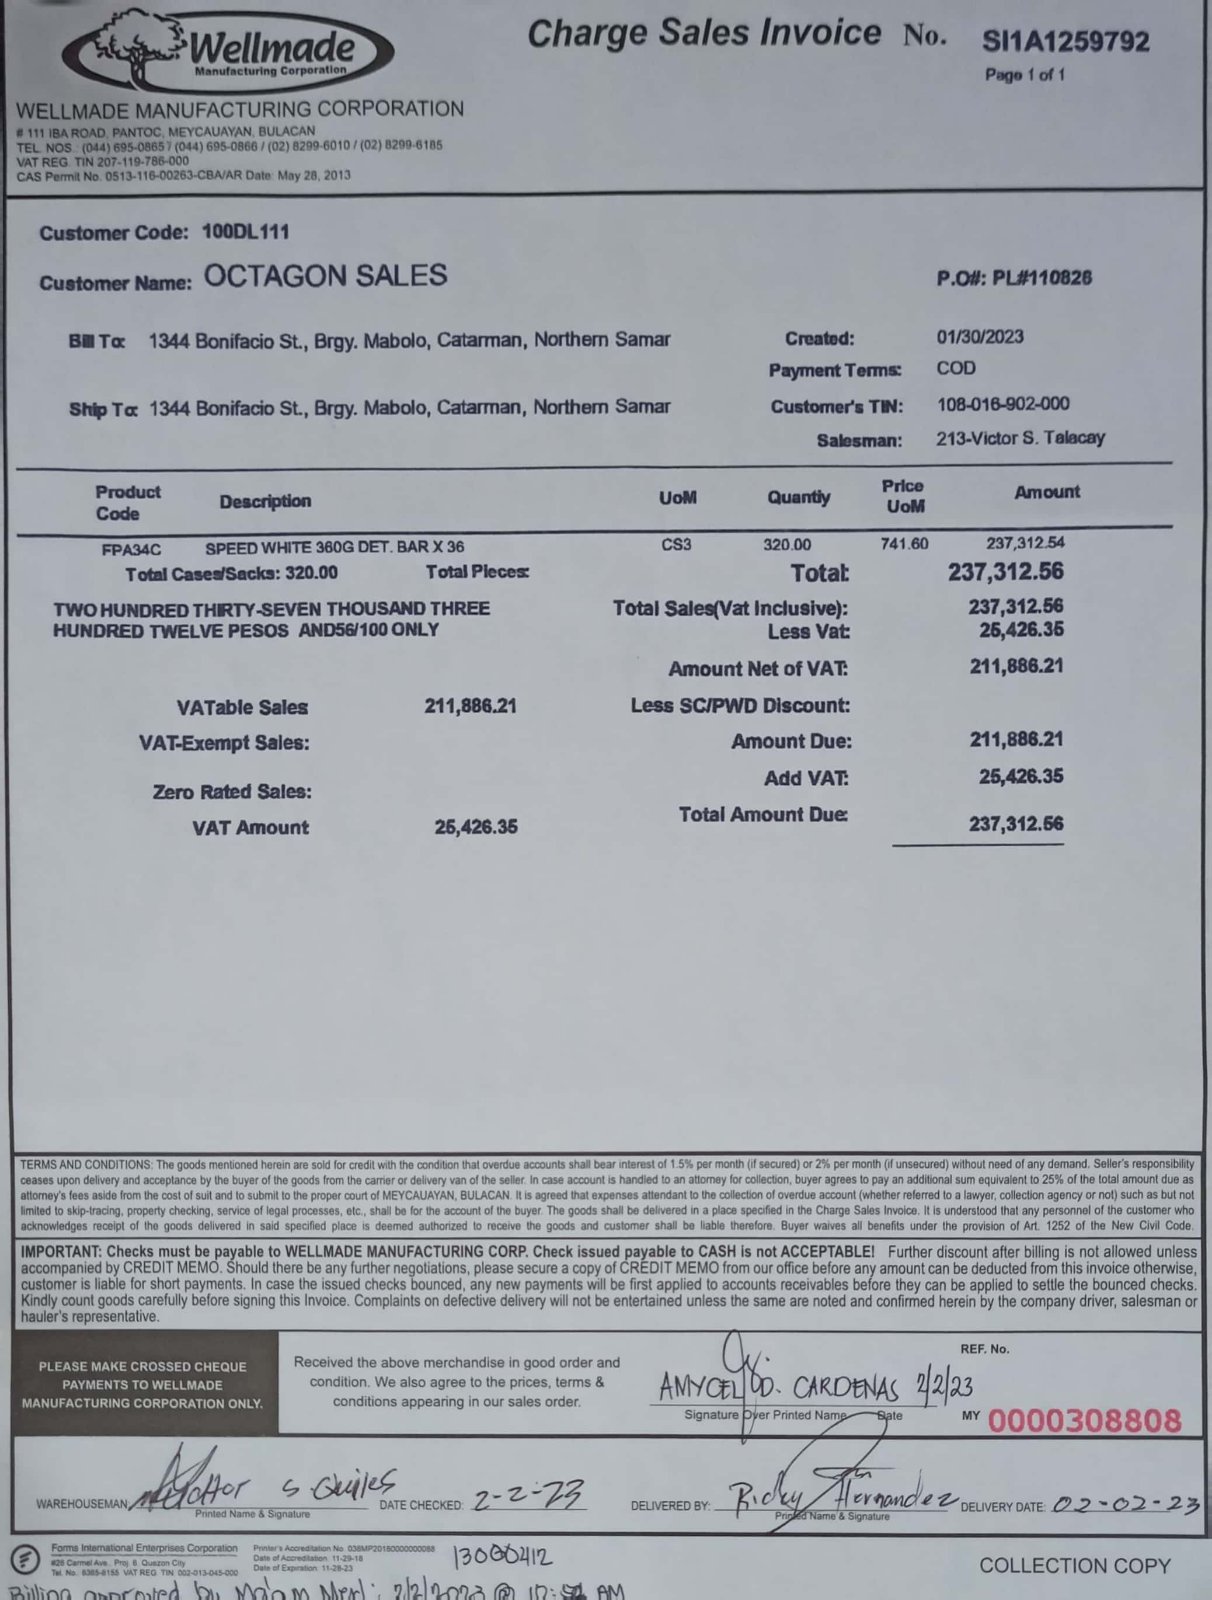 Wellmade
Manufacturing Corporation
Charge Sales Invoice No. SI1A1259792
Page 1 of 1
WELLMADE MANUFACTURING CORPORATION
# 111 IBA ROAD, PANTOC, MEYCAUAYAN, BULACAN
TEL. NOS.: (044) 695-0865 / (044) 695-0866 / (02) 8299-6010 / (02) 8299-6185
VAT REG. TIN 207-119-786-000
CAS Permit No. 0513-116-00263-CBA/AR Date: May 28, 2013
Customer Code: 100DL111
Customer Name: OCTAGON SALES
P.O#: PL#110826
Bill To: 1344 Bonifacio St., Brgy. Mabolo, Catarman, Northern Samar
Created: 01/30/2023
Payment Terms: COD
Ship To: 1344 Bonifacio St., Brgy. Mabolo, Catarman, Northern Samar
Customer's TIN: 108-016-902-000
Salesman: 213-Victor S. Talacay
Product Code Description UoM Quantiy Price UoM Amount
FPA34C SPEED WHITE 360G DET. BAR X 36 CS3 320.00 741.60 237,312.54
Total Cases/Sacks: 320.00 Total Pieces: Total: 237,312.56
TWO HUNDRED THIRTY-SEVEN THOUSAND THREE
HUNDRED TWELVE PESOS AND56/100 ONLY
Total Sales(Vat Inclusive): 237,312.56
Less Vat: 25,426.35
Amount Net of VAT: 211,886.21
VATable Sales 211,886.21
Less SC/PWD Discount:
VAT-Exempt Sales:
Amount Due: 211,886.21
Zero Rated Sales:
Add VAT: 25,426.35
VAT Amount 25,426.35
Total Amount Due: 237,312.56
TERMS AND CONDITIONS: The goods mentioned herein are sold for credit with the condition that overdue accounts shall bear interest of 1.5% per month (if secured) or 2% per month (if unsecured) without need of any demand. Seller's responsibility
ceases upon delivery and acceptance by the buyer of the goods from the carrier or delivery van of the seller. In case account is handled to an attorney for collection, buyer agrees to pay an additional sum equivalent to 25% of the total amount due as
attorney's fees aside from the cost of suit and to submit to the proper court of MEYCAUAYAN, BULACAN. It is agreed that expenses attendant to the collection of overdue account (whether referred to a lawyer, collection agency or not) such as but not
limited to skip-tracing, property checking, service of legal processes, etc., shall be for the account of the buyer. The goods shall be delivered in a place specified in the Charge Sales Invoice. It is understood that any personnel of the customer who
acknowledges receipt of the goods delivered in said specified place is deemed authorized to receive the goods and customer shall be liable therefore. Buyer waives all benefits under the provision of Art. 1252 of the New Civil Code.
IMPORTANT: Checks must be payable to WELLMADE MANUFACTURING CORP. Check issued payable to CASH is not ACCEPTABLE! Further discount after billing is not allowed unless
accompanied by CREDIT MEMO. Should there be any further negotiations, please secure a copy of CREDIT MEMO from our office before any amount can be deducted from this invoice otherwise,
customer is liable for short payments. In case the issued checks bounced, any new payments will be first applied to accounts receivables before they can be applied to settle the bounced checks.
Kindly count goods carefully before signing this Invoice. Complaints on defective delivery will not be entertained unless the same are noted and confirmed herein by the company driver, salesman or
hauler's representative.
PLEASE MAKE CROSSED CHEQUE
PAYMENTS TO WELLMADE
MANUFACTURING CORPORATION ONLY.
Received the above merchandise in good order and
condition. We also agree to the prices, terms &
conditions appearing in our sales order.
AMYCEL D. CARDENAS 2/2/23
Signature Over Printed Name Date
REF. No.
MY 0000308808
WAREHOUSEMAN S. Quiles
Printed Name & Signature
DATE CHECKED: 2-2-23
DELIVERED BY: Ricky Hernandez
Printed Name & Signature
DELIVERY DATE: 02-02-23
Forms International Enterprises Corporation
#26 Carmel Ave., Proj. 6, Quezon City
Tel. No. 8385-8155 VAT REG TIN 002-013-045-000
Printer's Accreditation No. 038MP20180000000088
Date of Accreditation 11-29-18
Date of Expiration 11-28-23
13000412
COLLECTION COPY
Billing approved by Ma'am Merl: 2/2/2023 @ AM